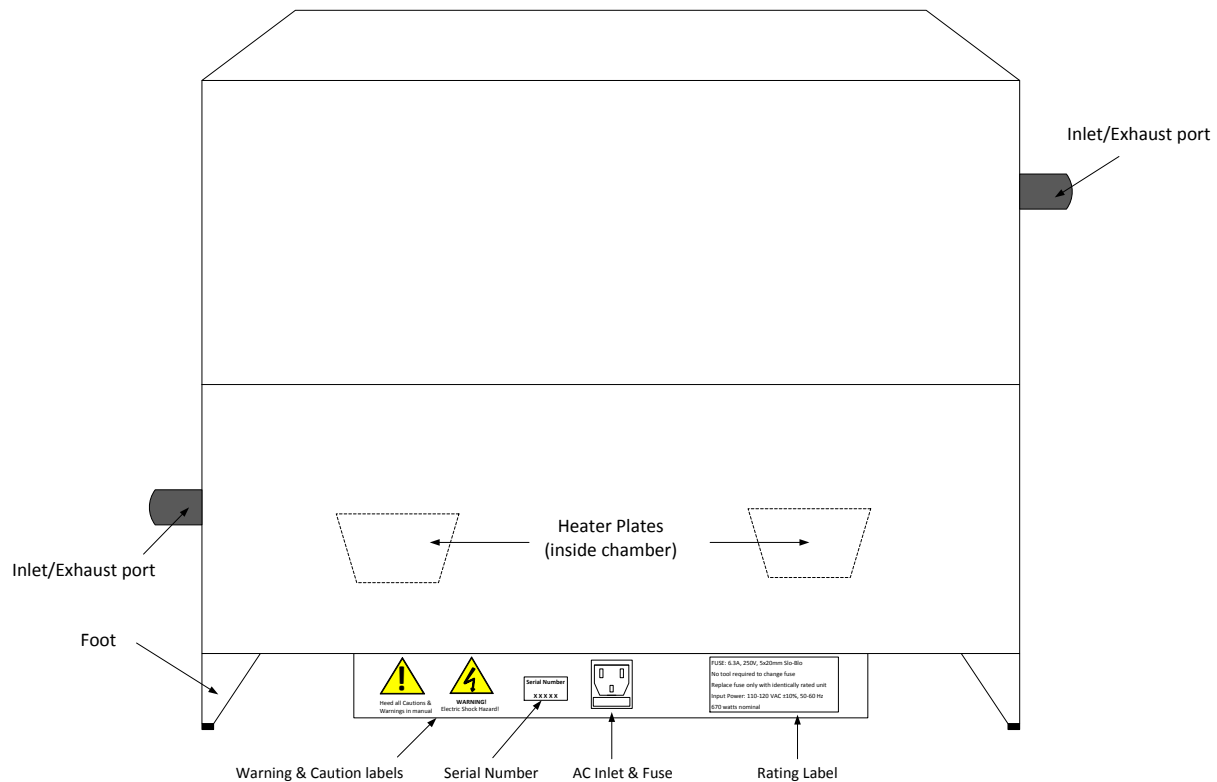 Inlet/Exhaust port
Heater Plates
(inside chamber)
Inlet/Exhaust port
Foot
Heed all Cautions &
Warnings in manual
WARNING!
Electric Shock Hazard!
Serial Number
XXXXX
FUSE: 6.3A, 250V, 5x20mm Slo-Blo
No tool required to change fuse
Replace fuse only with identically rated unit
Input Power: 110-120 VAC ±10%, 50-60 Hz
670 watts nominal
Warning & Caution labels
Serial Number
AC Inlet & Fuse
Rating Label